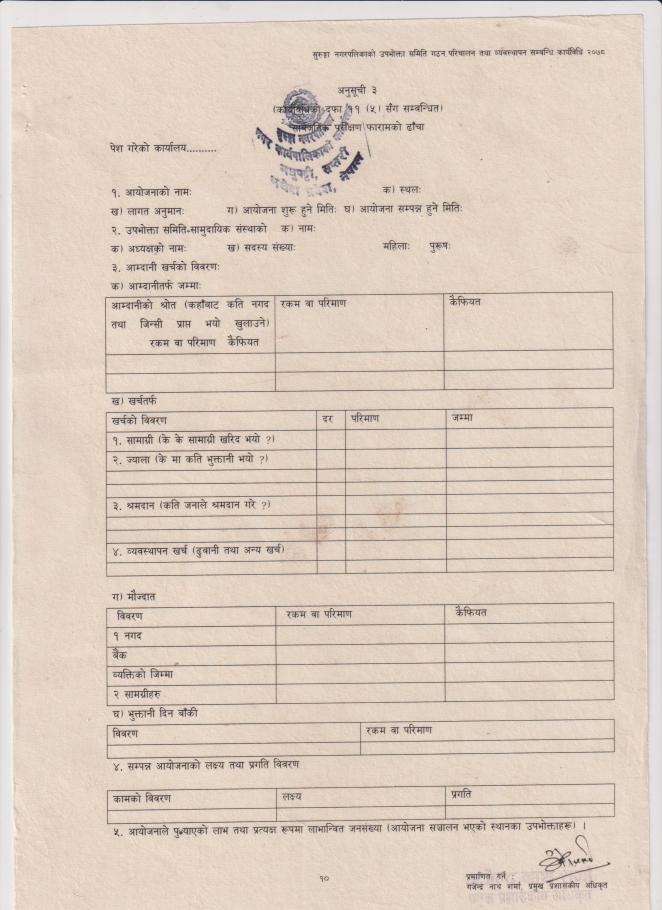 सुरुङ्गा नगरपलिकाको उपभोक्ता समिति गठन परिचालन तथा व्यवस्थापन सम्बन्धि कार्यविधि २०७८
अनुसूची ३
(कार्यविधिको दफा ११ (५) सँग सम्बन्धित)
सार्वजनिक परीक्षण फारामको ढाँचा
पेश गरेको कार्यालय..........
१. आयोजनाको नामः क) स्थलः
ख) लागत अनुमानः ग) आयोजना शुरू हुने मितिः घ) आयोजना सम्पन्न हुने मितिः
२. उपभोक्ता समिति-सामुदायिक संस्थाको क) नामः
क) अध्यक्षको नामः ख) सदस्य संख्याः महिलाः पुरूषः
३. आम्दानी खर्चको विवरणः
क) आम्दानीतर्फ जम्माः
आम्दानीको श्रोत (कहाँबाट कति नगद तथा जिन्सी प्राप्त भयो खुलाउने) रकम वा परिमाण कैफियत
रकम वा परिमाण कैफियत
ख) खर्चतर्फ
खर्चको विवरण दर परिमाण जम्मा
१. सामाग्री (के के सामाग्री खरिद भयो ?)
२. ज्याला (के मा कति भुक्तानी भयो ?)
३. श्रमदान (कति जनाले श्रमदान गरे ?)
४. व्यवस्थापन खर्च (ढुवानी तथा अन्य खर्च)
ग) मौज्दात
विवरण रकम वा परिमाण कैफियत
१ नगद
बैंक
व्यक्तिको जिम्मा
२ सामग्रीहरु
घ) भुक्तानी दिन बाँकी
विवरण रकम वा परिमाण
४. सम्पन्न आयोजनाको लक्ष्य तथा प्रगति विवरण
कामको विवरण लक्ष्य प्रगति
५. आयोजनाले पुर्‍याएको लाभ तथा प्रत्यक्ष रूपमा लाभान्वित जनसंख्या (आयोजना सञ्चालन भएको स्थानका उपभोक्ताहरू) ।
१०
प्रमाणित गर्ने
गजेन्द्र नाथ शर्मा, प्रमुख प्रशासकीय अधिकृत